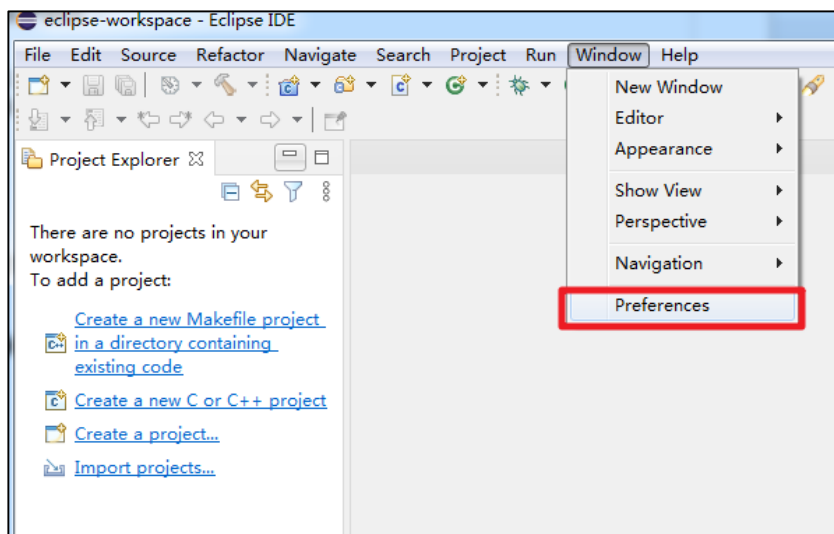 eclipse-workspace - Eclipse IDE
File Edit Source Refactor Navigate Search Project Run Window Help
New Window
Editor
Appearance
Show View
Perspective
Navigation
Preferences
Project Explorer
There are no projects in your
workspace.
To add a project:
Create a new Makefile project
in a directory containing
existing code
Create a new C or C++ project
Create a project...
Import projects...